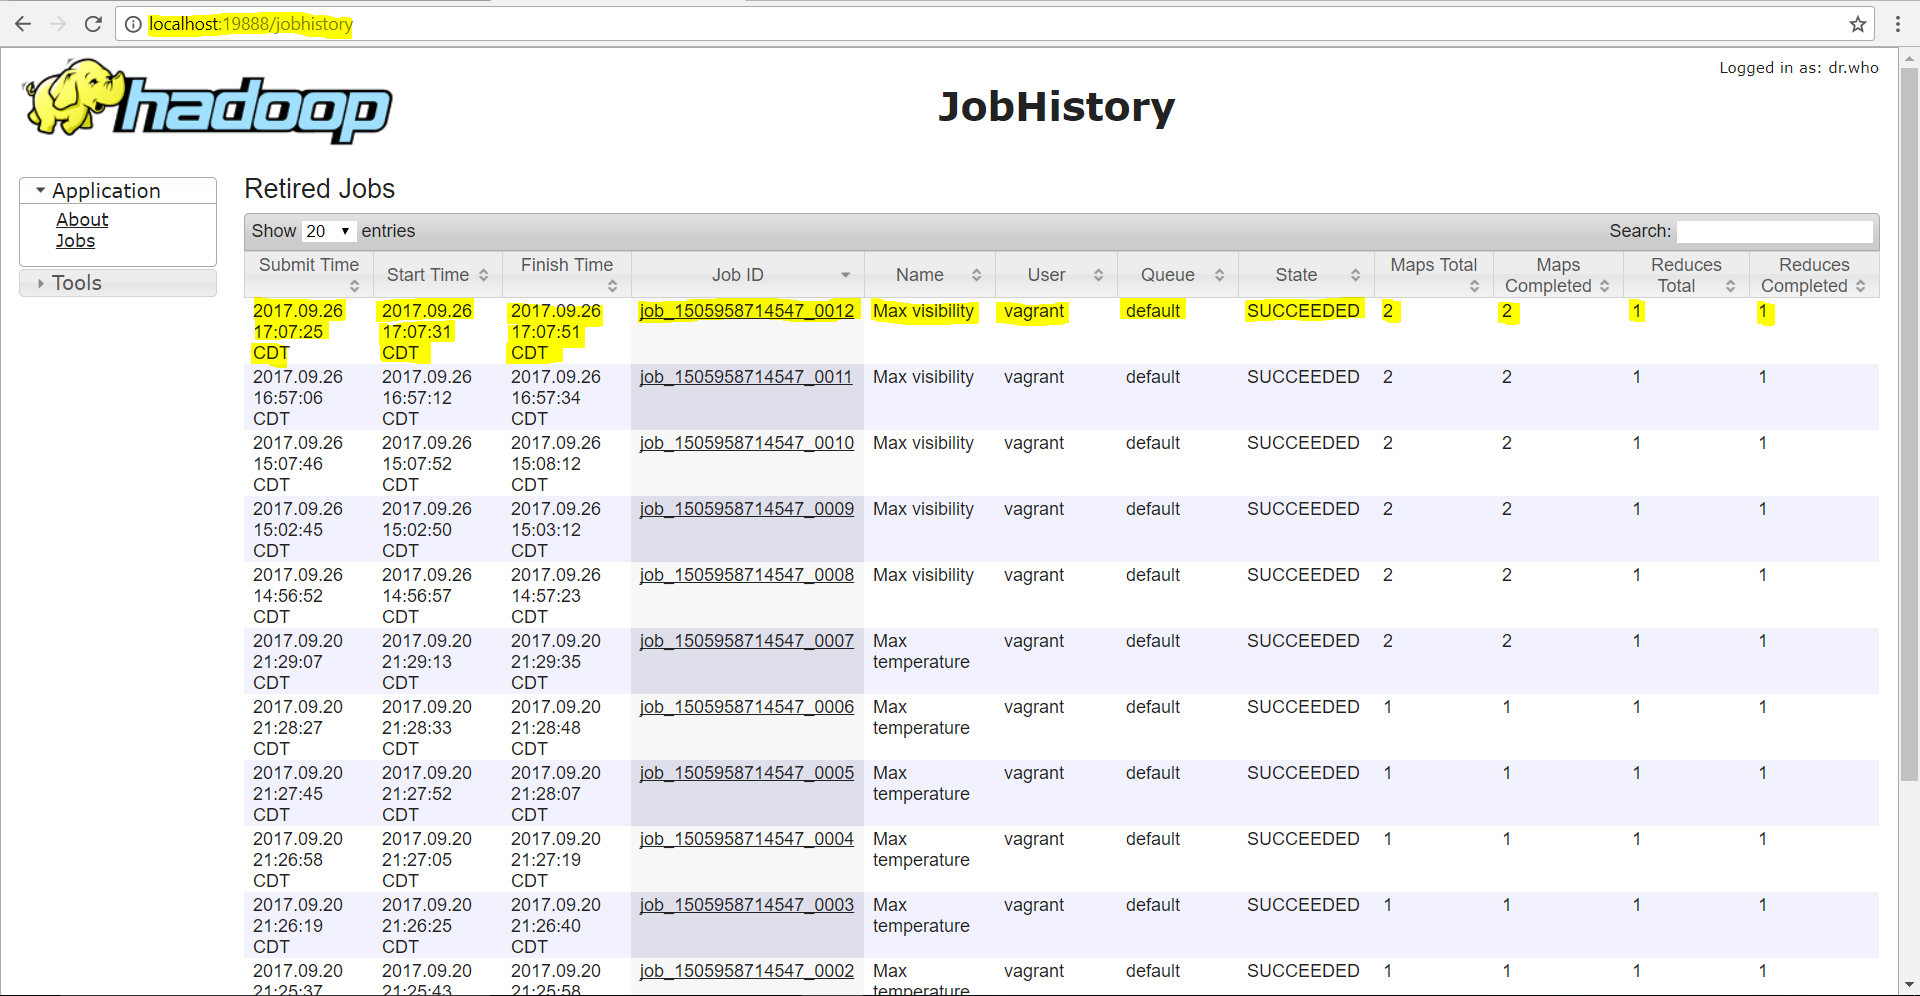 localhost:19888/jobhistory
Logged in as: dr.who
hadoop
JobHistory
Application
About
Jobs
Tools
Retired Jobs
Show 20 entries Search:
Submit Time Start Time Finish Time Job ID Name User Queue State Maps Total Maps Completed Reduces Total Reduces Completed
2017.09.26 17:07:25 CDT 2017.09.26 17:07:31 CDT 2017.09.26 17:07:51 CDT job_1505958714547_0012 Max visibility vagrant default SUCCEEDED 2 2 1 1
2017.09.26 16:57:06 CDT 2017.09.26 16:57:12 CDT 2017.09.26 16:57:34 CDT job_1505958714547_0011 Max visibility vagrant default SUCCEEDED 2 2 1 1
2017.09.26 15:07:46 CDT 2017.09.26 15:07:52 CDT 2017.09.26 15:08:12 CDT job_1505958714547_0010 Max visibility vagrant default SUCCEEDED 2 2 1 1
2017.09.26 15:02:45 CDT 2017.09.26 15:02:50 CDT 2017.09.26 15:03:12 CDT job_1505958714547_0009 Max visibility vagrant default SUCCEEDED 2 2 1 1
2017.09.26 14:56:52 CDT 2017.09.26 14:56:57 CDT 2017.09.26 14:57:23 CDT job_1505958714547_0008 Max visibility vagrant default SUCCEEDED 2 2 1 1
2017.09.20 21:29:07 CDT 2017.09.20 21:29:13 CDT 2017.09.20 21:29:35 CDT job_1505958714547_0007 Max temperature vagrant default SUCCEEDED 2 2 1 1
2017.09.20 21:28:27 CDT 2017.09.20 21:28:33 CDT 2017.09.20 21:28:48 CDT job_1505958714547_0006 Max temperature vagrant default SUCCEEDED 1 1 1 1
2017.09.20 21:27:45 CDT 2017.09.20 21:27:52 CDT 2017.09.20 21:28:07 CDT job_1505958714547_0005 Max temperature vagrant default SUCCEEDED 1 1 1 1
2017.09.20 21:26:58 CDT 2017.09.20 21:27:05 CDT 2017.09.20 21:27:19 CDT job_1505958714547_0004 Max temperature vagrant default SUCCEEDED 1 1 1 1
2017.09.20 21:26:19 CDT 2017.09.20 21:26:25 CDT 2017.09.20 21:26:40 CDT job_1505958714547_0003 Max temperature vagrant default SUCCEEDED 1 1 1 1
2017.09.20 21:25:37 2017.09.20 21:25:43 2017.09.20 21:25:58 job_1505958714547_0002 Max temperature vagrant default SUCCEEDED 1 1 1 1